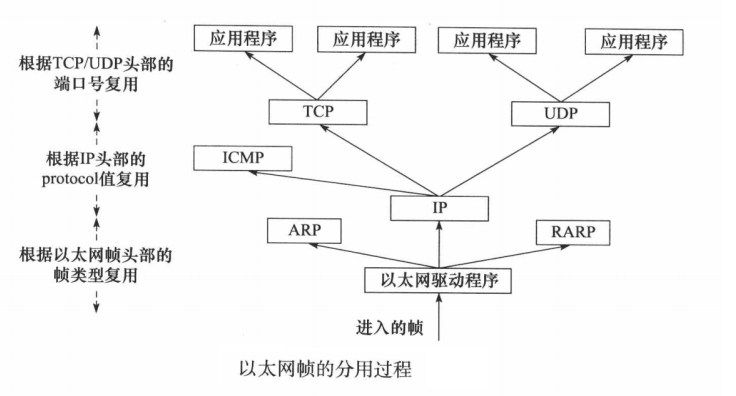 应用程序
应用程序
应用程序
应用程序
根据TCP/UDP头部的
端口号复用
TCP
UDP
根据IP头部的
protocol值复用
ICMP
IP
ARP
RARP
根据以太网帧头部的
帧类型复用
以太网驱动程序
进入的帧
以太网帧的分用过程